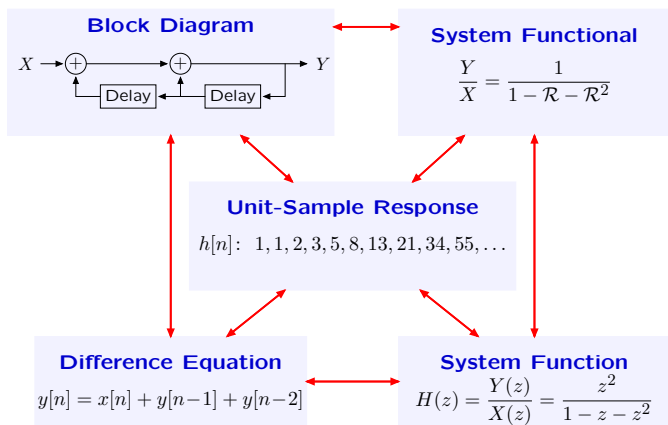 Block Diagram
X + + Y
Delay Delay
System Functional
Y/X = 1/(1 − ℛ − ℛ²)
Unit-Sample Response
h[n]: 1, 1, 2, 3, 5, 8, 13, 21, 34, 55, . . .
Difference Equation
y[n] = x[n] + y[n−1] + y[n−2]
System Function
H(z) = Y(z)/X(z) = z²/(1 − z − z²)